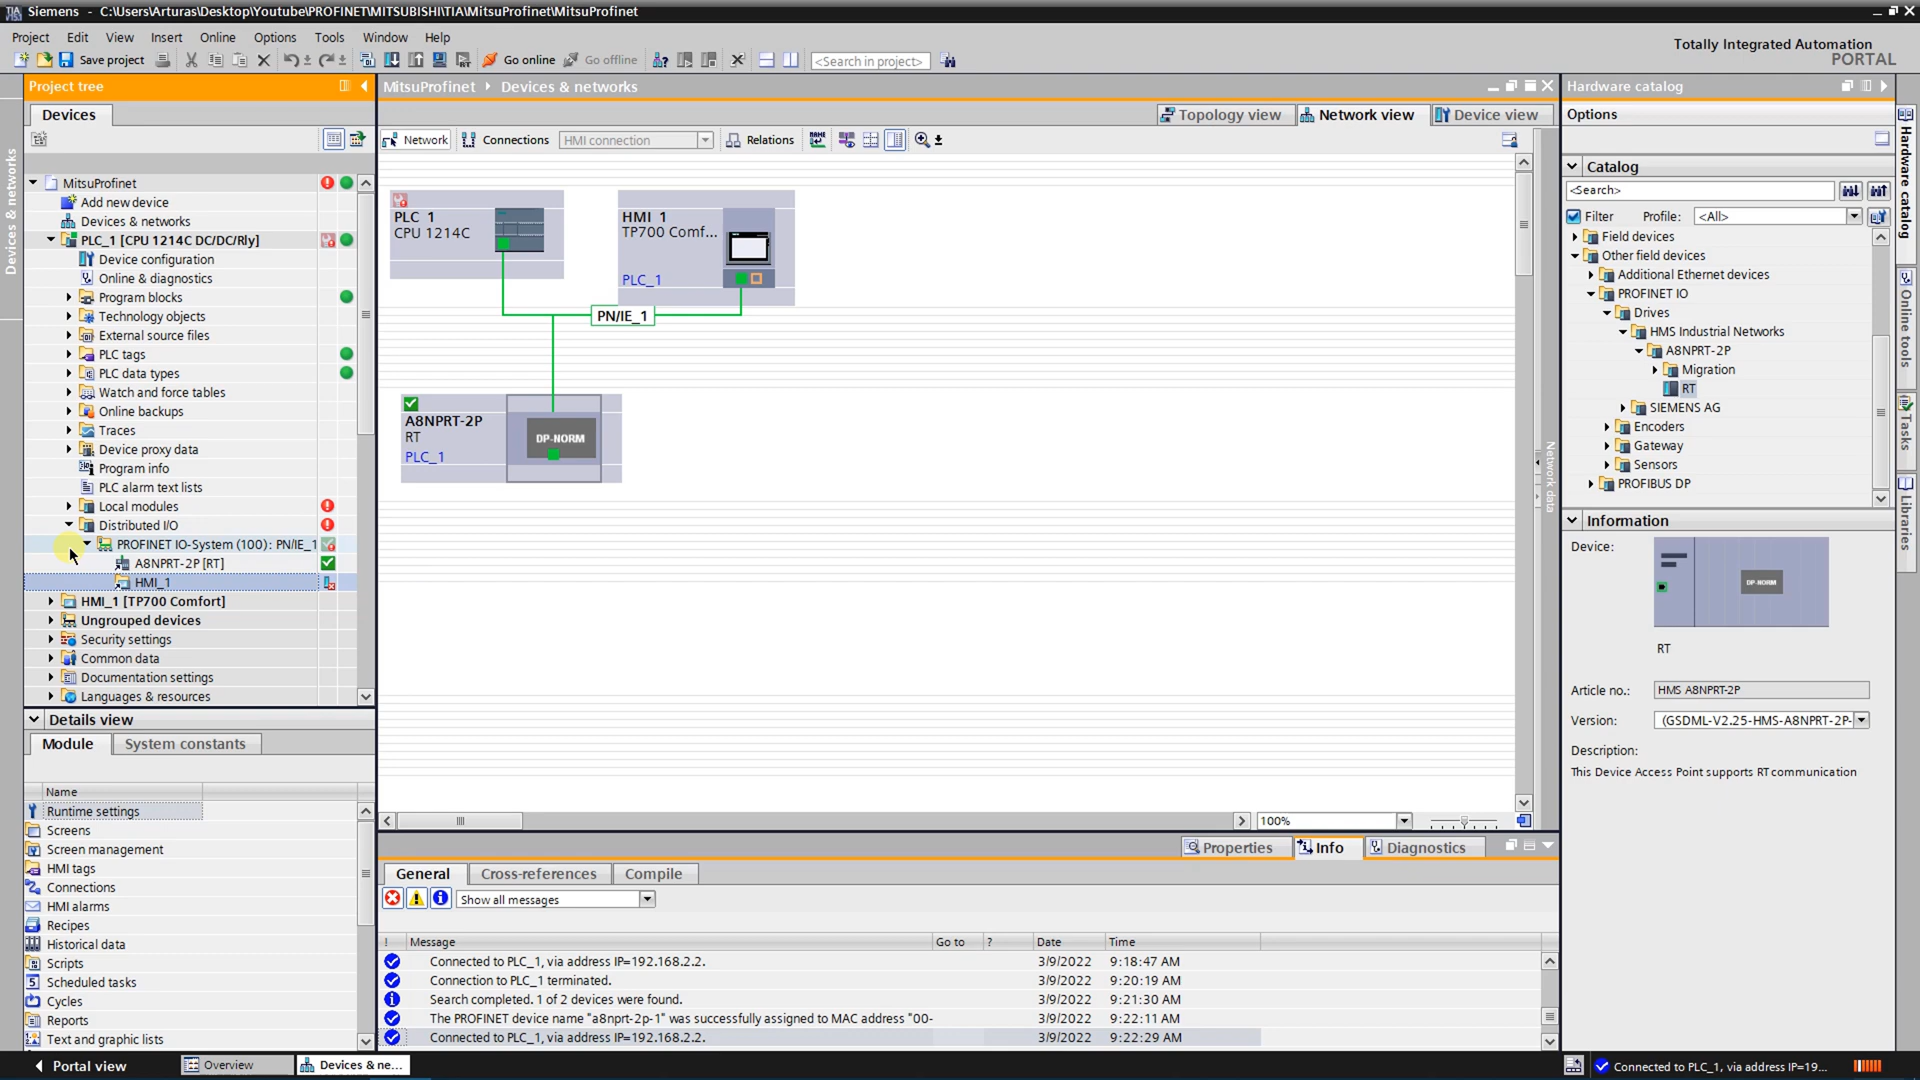 Siemens - C:\Users\Arturas\Desktop\Youtube\PROFINET\MITSUBISHI\TIA\MitsuProfinet\MitsuProfinet
Project Edit View Insert Online Options Tools Window Help
Totally Integrated Automation
PORTAL
Save project Go online Go offline <Search in project>
Project tree
Devices
Devices & networks
MitsuProfinet
Add new device
Devices & networks
PLC_1 [CPU 1214C DC/DC/Rly]
Device configuration
Online & diagnostics
Program blocks
Technology objects
External source files
PLC tags
PLC data types
Watch and force tables
Online backups
Traces
Device proxy data
Program info
PLC alarm text lists
Local modules
Distributed I/O
PROFINET IO-System (100): PN/IE_1
A8NPRT-2P [RT]
HMI_1
HMI_1 [TP700 Comfort]
Ungrouped devices
Security settings
Common data
Documentation settings
Languages & resources
Details view
Module System constants
Name
Runtime settings
Screens
Screen management
HMI tags
Connections
HMI alarms
Recipes
Historical data
Scripts
Scheduled tasks
Cycles
Reports
Text and graphic lists
MitsuProfinet Devices & networks
Topology view Network view Device view
Network Connections HMI connection Relations
PLC 1
CPU 1214C
HMI 1
TP700 Comf...
PLC_1
PN/IE_1
A8NPRT-2P
RT
DP-NORM
PLC_1
100%
Network data
Properties Info Diagnostics
General Cross-references Compile
Show all messages
! Message Go to ? Date Time
Connected to PLC_1, via address IP=192.168.2.2. 3/9/2022 9:18:47 AM
Connection to PLC_1 terminated. 3/9/2022 9:20:19 AM
Search completed. 1 of 2 devices were found. 3/9/2022 9:21:30 AM
The PROFINET device name "a8nprt-2p-1" was successfully assigned to MAC address "00- 3/9/2022 9:22:11 AM
Connected to PLC_1, via address IP=192.168.2.2. 3/9/2022 9:22:29 AM
Hardware catalog
Options
Catalog
<Search>
Filter Profile: <All>
Field devices
Other field devices
Additional Ethernet devices
PROFINET IO
Drives
HMS Industrial Networks
A8NPRT-2P
Migration
RT
SIEMENS AG
Encoders
Gateway
Sensors
PROFIBUS DP
Information
Device:
DP-NORM
RT
Article no.: HMS A8NPRT-2P
Version: (GSDML-V2.25-HMS-A8NPRT-2P-
Description:
This Device Access Point supports RT communication
Hardware catalog
Online tools
Tasks
Libraries
Portal view Overview Devices & ne... Connected to PLC_1, via address IP=19...